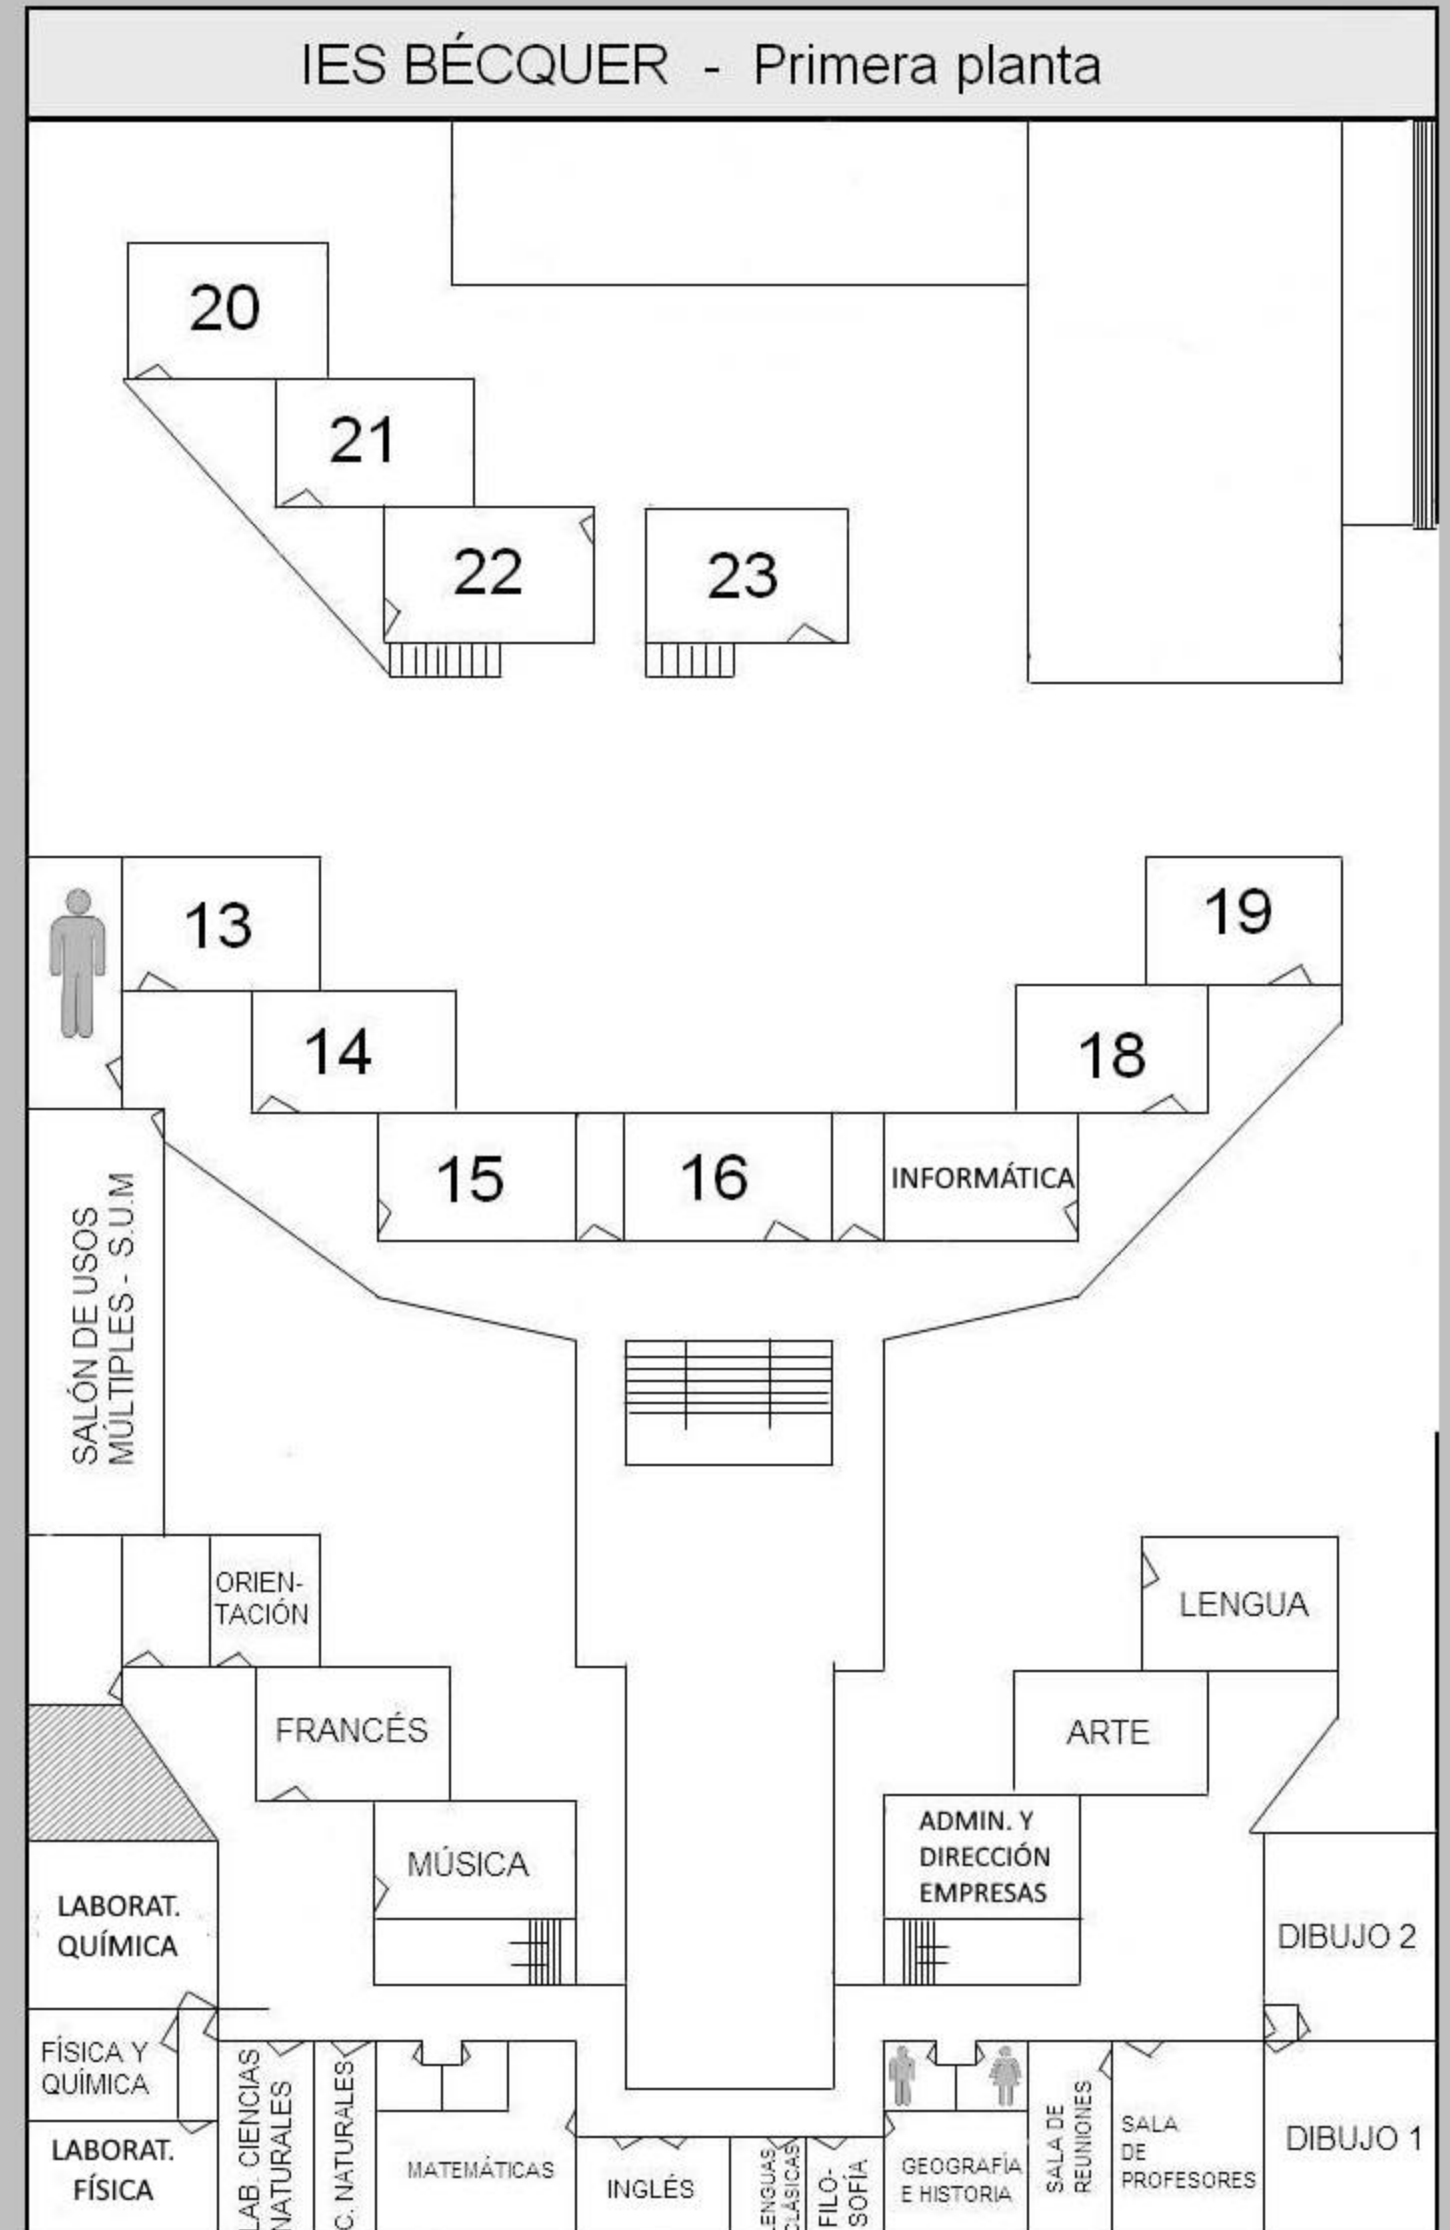 IES BÉCQUER - Primera planta
20
21
22
23
13
19
14
18
15
16
INFORMÁTICA
SALÓN DE USOS
MÚLTIPLES - S.U.M
ORIEN-
TACIÓN
LENGUA
FRANCÉS
ARTE
MÚSICA
ADMIN. Y
DIRECCIÓN
EMPRESAS
LABORAT.
QUÍMICA
DIBUJO 2
FÍSICA Y
QUÍMICA
LABORAT.
FÍSICA
LAB. CIENCIAS
NATURALES
C. NATURALES
MATEMÁTICAS
INGLÉS
LENGUAS
CLÁSICAS
FILO-
SOFÍA
GEOGRAFÍA
E HISTORIA
SALA DE
REUNIONES
SALA
DE
PROFESORES
DIBUJO 1